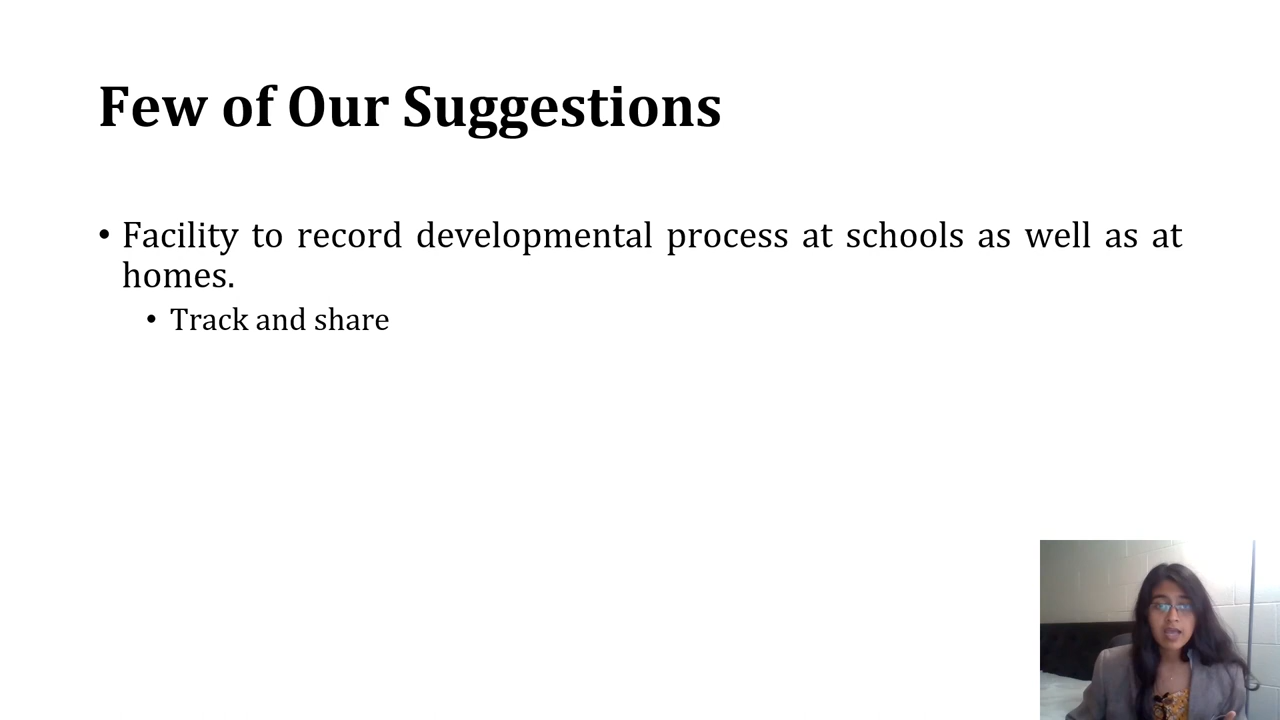 Few of Our Suggestions
• Facility to record developmental process at schools as well as at
homes.
• Track and share